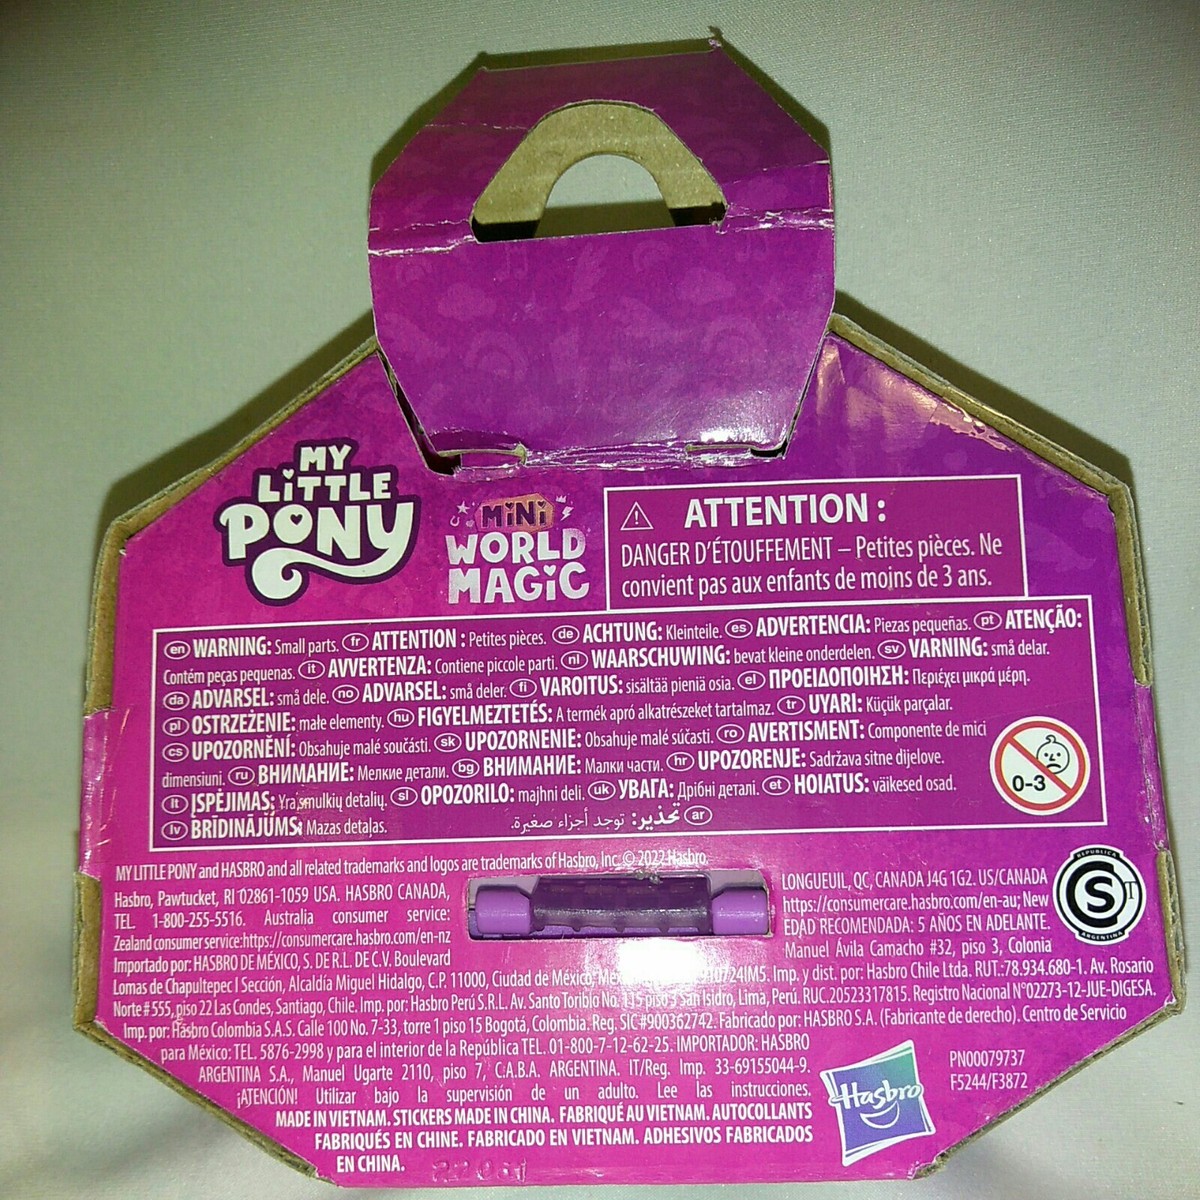 MY
LiTTLE
PONY
MiNi
WORLD
MAGiC
ATTENTION :
DANGER D'ÉTOUFFEMENT – Petites pièces. Ne
convient pas aux enfants de moins de 3 ans.
en WARNING: Small parts. fr ATTENTION : Petites pièces. de ACHTUNG: Kleinteile. es ADVERTENCIA: Piezas pequeñas. pt ATENÇÃO:
Contém peças pequenas. it AVVERTENZA: Contiene piccole parti. nl WAARSCHUWING: bevat kleine onderdelen. sv VARNING: små delar.
da ADVARSEL: små dele. no ADVARSEL: små deler. fi VAROITUS: sisältää pieniä osia. el ΠΡΟΕΙΔΟΠΟΙΗΣΗ: Περιέχει μικρά μέρη.
pl OSTRZEŻENIE: małe elementy. hu FIGYELMEZTETÉS: A termék apró alkatrészeket tartalmaz. tr UYARI: Küçük parçalar.
cs UPOZORNĚNÍ: Obsahuje malé součásti. sk UPOZORNENIE: Obsahuje malé súčasti. ro AVERTISMENT: Componente de mici
dimensiuni. ru ВНИМАНИЕ: Мелкие детали. bg ВНИМАНИЕ: Малки части. hr UPOZORENJE: Sadržava sitne dijelove.
lt ĮSPĖJIMAS: Yra smulkių detalių. sl OPOZORILO: majhni deli. uk УВАГА: Дрібні деталі. et HOIATUS: väikesed osad.
lv BRĪDINĀJUMS: Mazas detaļas. ar تحذير: توجد أجزاء صغيرة.
0-3
MY LITTLE PONY and HASBRO and all related trademarks and logos are trademarks of Hasbro, Inc. © 2022 Hasbro.
Hasbro, Pawtucket, RI 02861-1059 USA. HASBRO CANADA, LONGUEUIL, QC, CANADA J4G 1G2. US/CANADA
TEL. 1-800-255-5516. Australia consumer service: https://consumercare.hasbro.com/en-au; New
Zealand consumer service: https://consumercare.hasbro.com/en-nz EDAD RECOMENDADA: 5 AÑOS EN ADELANTE.
Importado por: HASBRO DE MÉXICO, S. DE R.L. DE C.V. Boulevard Manuel Ávila Camacho #32, piso 3, Colonia
Lomas de Chapultepec I Sección, Alcaldía Miguel Hidalgo, C.P. 11000, Ciudad de México, 910724IM5. Imp. y dist. por: Hasbro Chile Ltda. RUT.:78.934.680-1. Av. Rosario
Norte # 555, piso 22 Las Condes, Santiago, Chile. Imp. por: Hasbro Perú S.R.L. Av. Santo Toribio No. 115 piso 3 San Isidro, Lima, Perú. RUC.20523317815. Registro Nacional N°02273-12-JUE-DIGESA.
Imp. por: Hasbro Colombia S.A.S. Calle 100 No. 7-33, torre 1 piso 15 Bogotá, Colombia. Reg. SIC #900362742. Fabricado por: HASBRO S.A. (Fabricante de derecho). Centro de Servicio
para México: TEL. 5876-2998 y para el interior de la República TEL. 01-800-7-12-62-25. IMPORTADOR: HASBRO
ARGENTINA S.A., Manuel Ugarte 2110, piso 7, C.A.B.A. ARGENTINA. IT/Reg. Imp. 33-69155044-9.
¡ATENCIÓN! Utilizar bajo la supervisión de un adulto. Lee las instrucciones.
MADE IN VIETNAM. STICKERS MADE IN CHINA. FABRIQUÉ AU VIETNAM. AUTOCOLLANTS
FABRIQUÉS EN CHINE. FABRICADO EN VIETNAM. ADHESIVOS FABRICADOS
EN CHINA.
REPUBLICA
S T
ARGENTINA
Hasbro
PN00079737
F5244/F3872